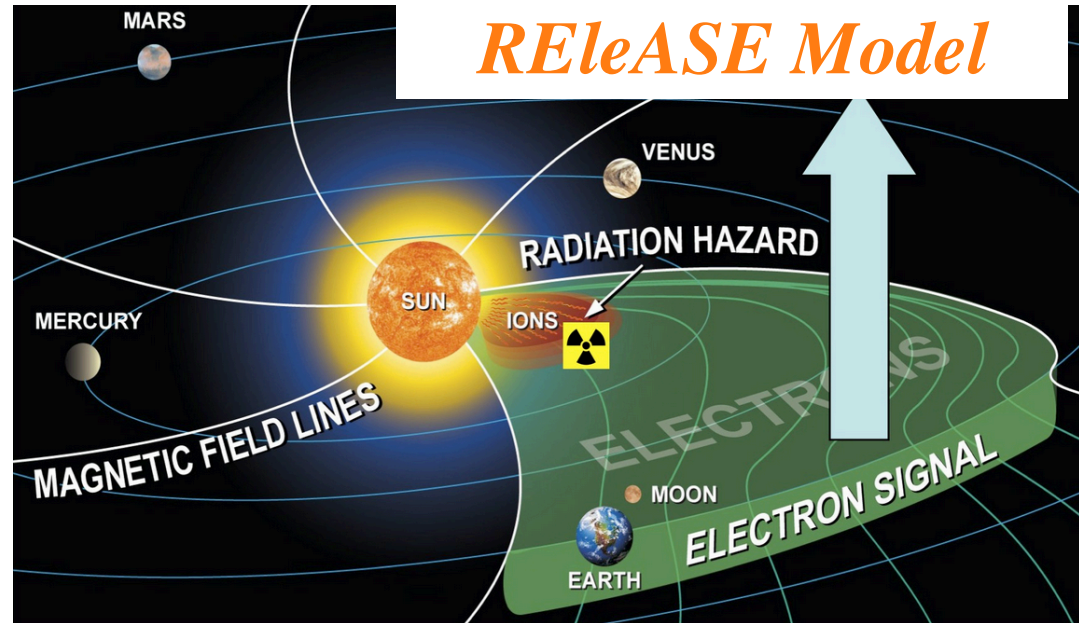 MARS
REleASE Model
VENUS
RADIATION HAZARD
SUN
IONS
MERCURY
ELECTRONS
MAGNETIC FIELD LINES
MOON
ELECTRON SIGNAL
EARTH